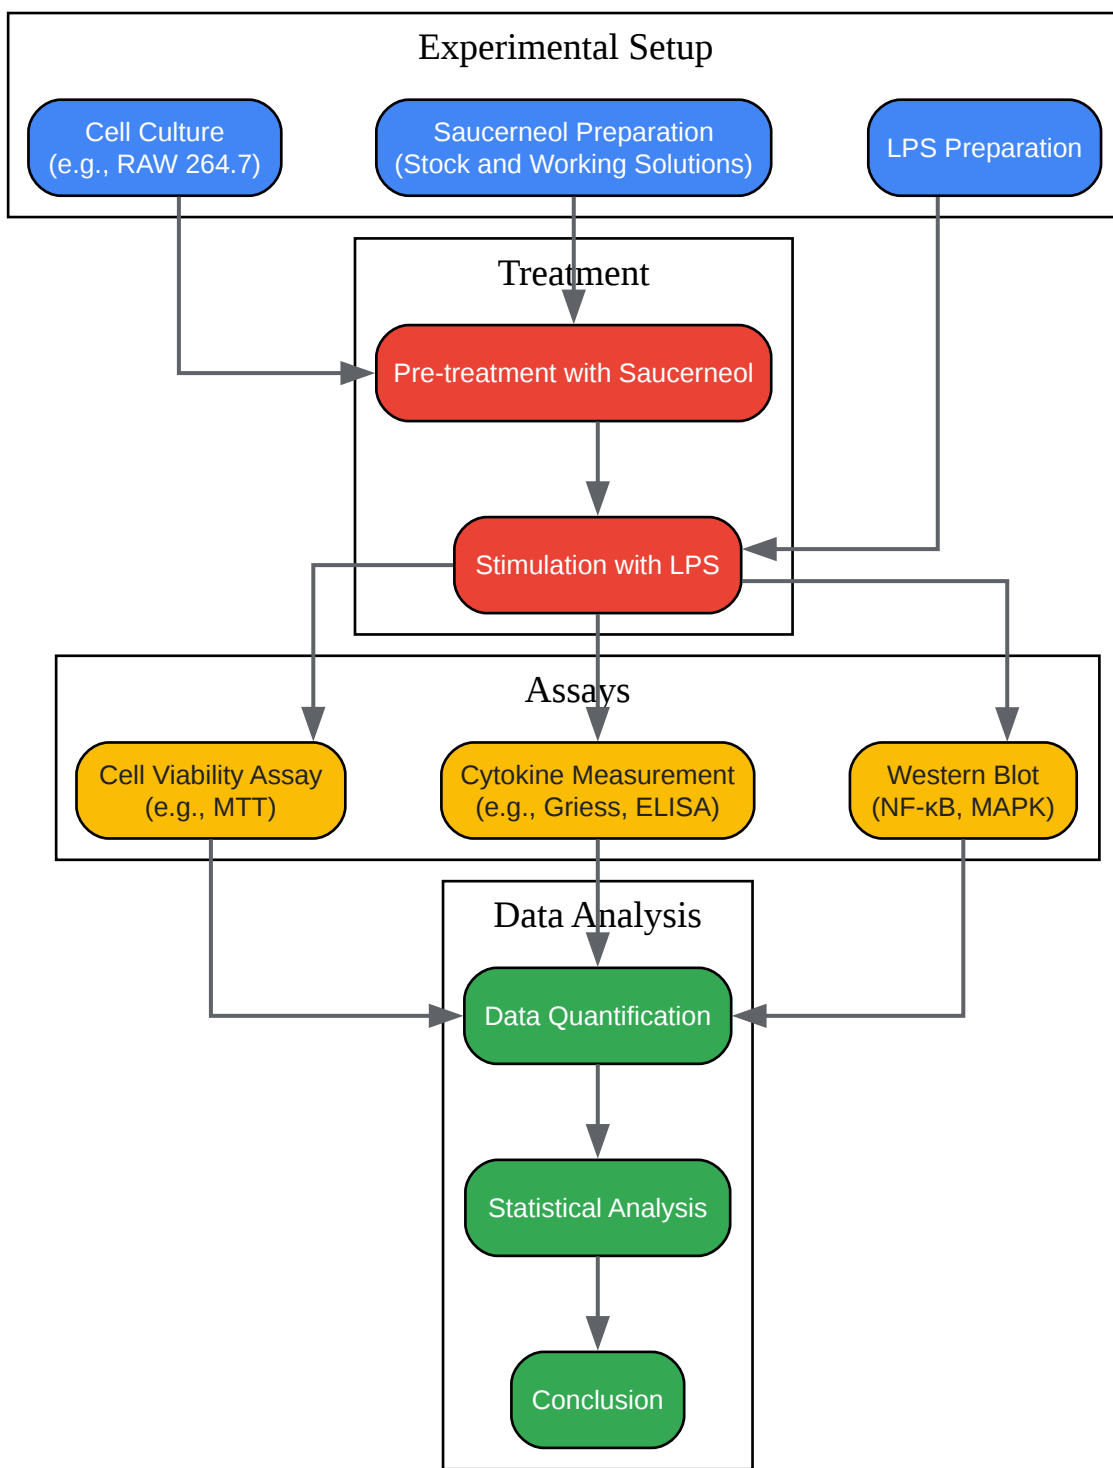 Experimental Setup
Cell Culture
(e.g., RAW 264.7)
Saucerneol Preparation
(Stock and Working Solutions)
LPS Preparation
Treatment
Pre-treatment with Saucerneol
Stimulation with LPS
Assays
Cell Viability Assay
(e.g., MTT)
Cytokine Measurement
(e.g., Griess, ELISA)
Western Blot
(NF-κB, MAPK)
Data Analysis
Data Quantification
Statistical Analysis
Conclusion